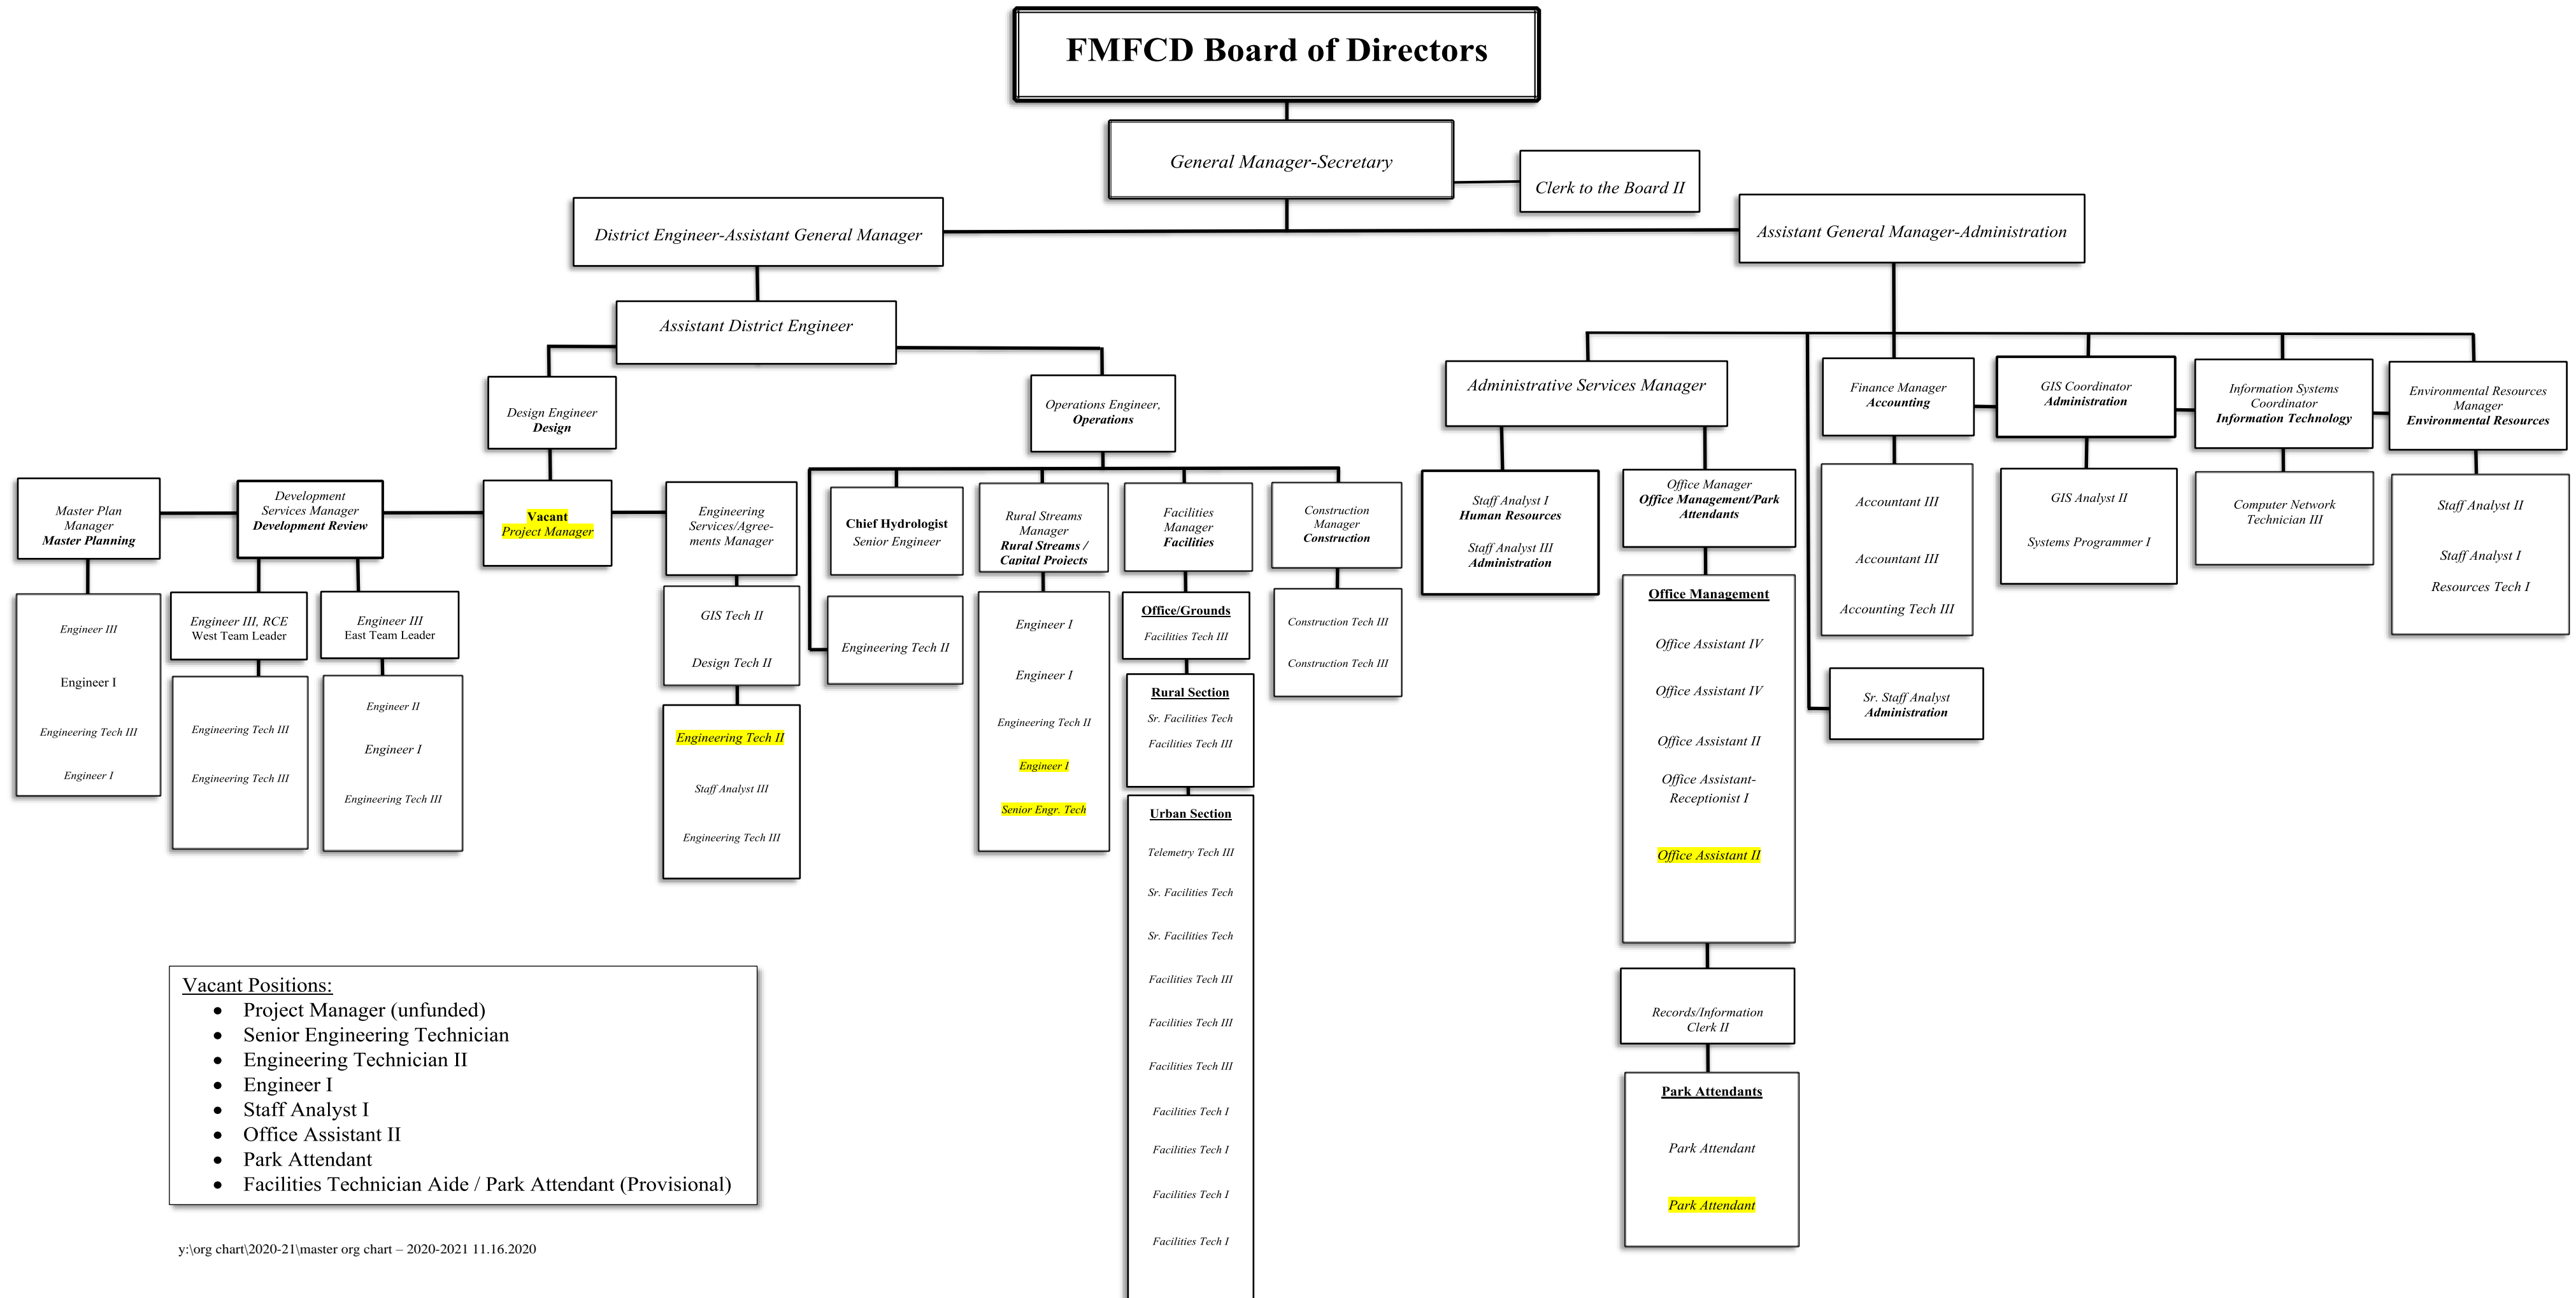 FMFCD Board of Directors
General Manager-Secretary
Clerk to the Board II
District Engineer-Assistant General Manager
Assistant General Manager-Administration
Assistant District Engineer
Design Engineer
Design
Operations Engineer,
Operations
Administrative Services Manager
Finance Manager
Accounting
GIS Coordinator
Administration
Information Systems
Coordinator
Information Technology
Environmental Resources
Manager
Environmental Resources
Master Plan
Manager
Master Planning
Development
Services Manager
Development Review
Vacant
Project Manager
Engineering
Services/Agree-
ments Manager
Chief Hydrologist
Senior Engineer
Rural Streams
Manager
Rural Streams /
Capital Projects
Facilities
Manager
Facilities
Construction
Manager
Construction
Staff Analyst I
Human Resources
Staff Analyst III
Administration
Office Manager
Office Management/Park
Attendants
Accountant III
Accountant III
Accounting Tech III
GIS Analyst II
Systems Programmer I
Computer Network
Technician III
Staff Analyst II
Staff Analyst I
Resources Tech I
Engineer III
Engineer I
Engineering Tech III
Engineer I
Engineer III, RCE
West Team Leader
Engineering Tech III
Engineering Tech III
Engineer III
East Team Leader
Engineer II
Engineer I
Engineering Tech III
GIS Tech II
Design Tech II
Engineering Tech II
Staff Analyst III
Engineering Tech III
Engineering Tech II
Engineer I
Engineer I
Engineering Tech II
Engineer I
Senior Engr. Tech
Office/Grounds
Facilities Tech III
Rural Section
Sr. Facilities Tech
Facilities Tech III
Urban Section
Telemetry Tech III
Sr. Facilities Tech
Sr. Facilities Tech
Facilities Tech III
Facilities Tech III
Facilities Tech III
Facilities Tech I
Facilities Tech I
Facilities Tech I
Facilities Tech I
Construction Tech III
Construction Tech III
Office Management
Office Assistant IV
Office Assistant IV
Office Assistant II
Office Assistant-
Receptionist I
Office Assistant II
Records/Information
Clerk II
Park Attendants
Park Attendant
Park Attendant
Sr. Staff Analyst
Administration
Vacant Positions:
• Project Manager (unfunded)
• Senior Engineering Technician
• Engineering Technician II
• Engineer I
• Staff Analyst I
• Office Assistant II
• Park Attendant
• Facilities Technician Aide / Park Attendant (Provisional)
y:\org chart\2020-21\master org chart – 2020-2021 11.16.2020